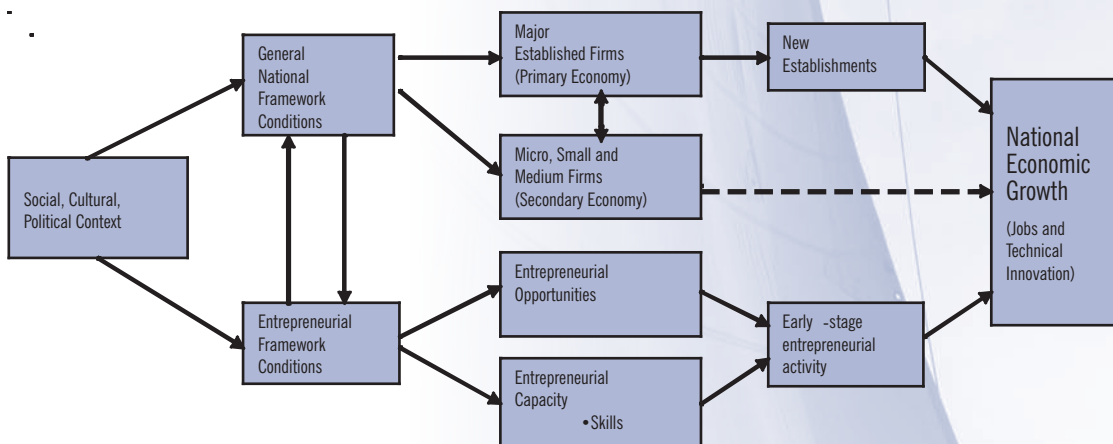 Social, Cultural,
Political Context
General
National
Framework
Conditions
Entrepreneurial
Framework
Conditions
Major
Established Firms
(Primary Economy)
Micro, Small and
Medium Firms
(Secondary Economy)
Entrepreneurial
Opportunities
Entrepreneurial
Capacity
•Skills
New
Establishments
Early -stage
entrepreneurial
activity
National
Economic
Growth
(Jobs and
Technical
Innovation)